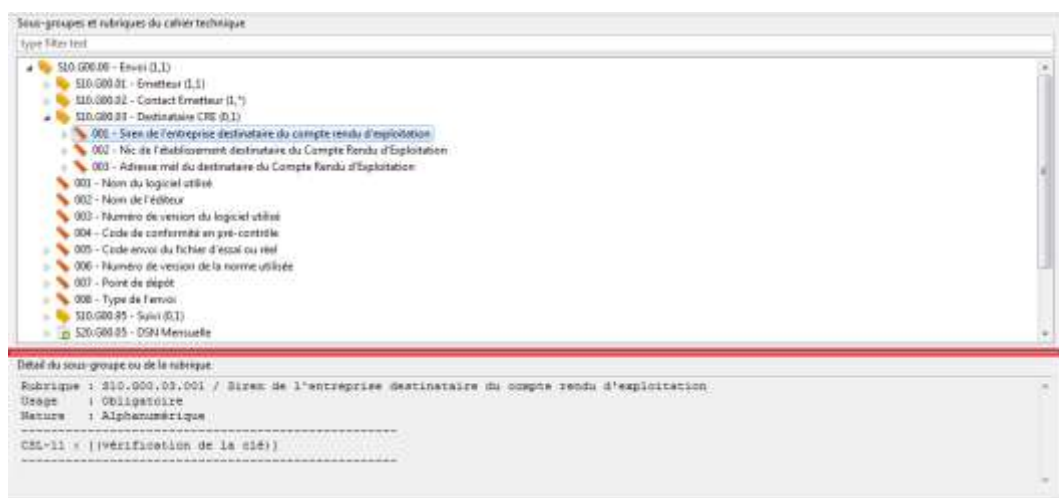 Sous-groupes et rubriques du cahier technique
type filter text
S10.G00.00 - Envoi (1,1)
S10.G00.01 - Emetteur (1,1)
S10.G00.02 - Contact Emetteur (1,*)
S10.G00.03 - Destinataire CRE (0,1)
001 - Siren de l'entreprise destinataire du compte rendu d'exploitation
002 - Nic de l'établissement destinataire du Compte Rendu d'Exploitation
003 - Adresse mél du destinataire du Compte Rendu d'Exploitation
001 - Nom du logiciel utilisé
002 - Nom de l'éditeur
003 - Numéro de version du logiciel utilisé
004 - Code de conformité en pré-contrôle
005 - Code envoi du fichier d'essai ou réel
006 - Numéro de version de la norme utilisée
007 - Point de dépôt
008 - Type de l'envoi
S10.G00.95 - Suivi (0,1)
S20.G00.05 - DSN Mensuelle
Détail du sous-groupe ou de la rubrique
Rubrique : S10.G00.03.001 / Siren de l'entreprise destinataire du compte rendu d'exploitation
Usage : Obligatoire
Nature : Alphanumérique
-----------------------------------------------------
CSL-11 : ((vérification de la clé))
-----------------------------------------------------